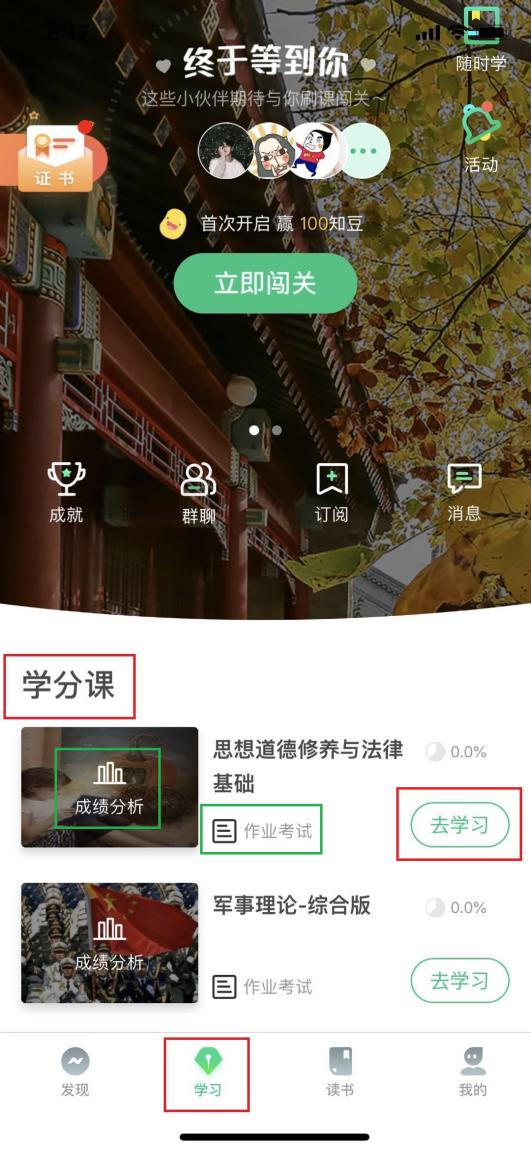 5:17
终于等到你
随时学
这些小伙伴期待与你刷课闯关～
证书
活动
首次开启 赢 100知豆
立即闯关
成就
群聊
订阅
消息
学分课
思想道德修养与法律
基础
0.0%
成绩分析
作业考试
去学习
军事理论-综合版
0.0%
成绩分析
作业考试
去学习
发现
学习
读书
我的